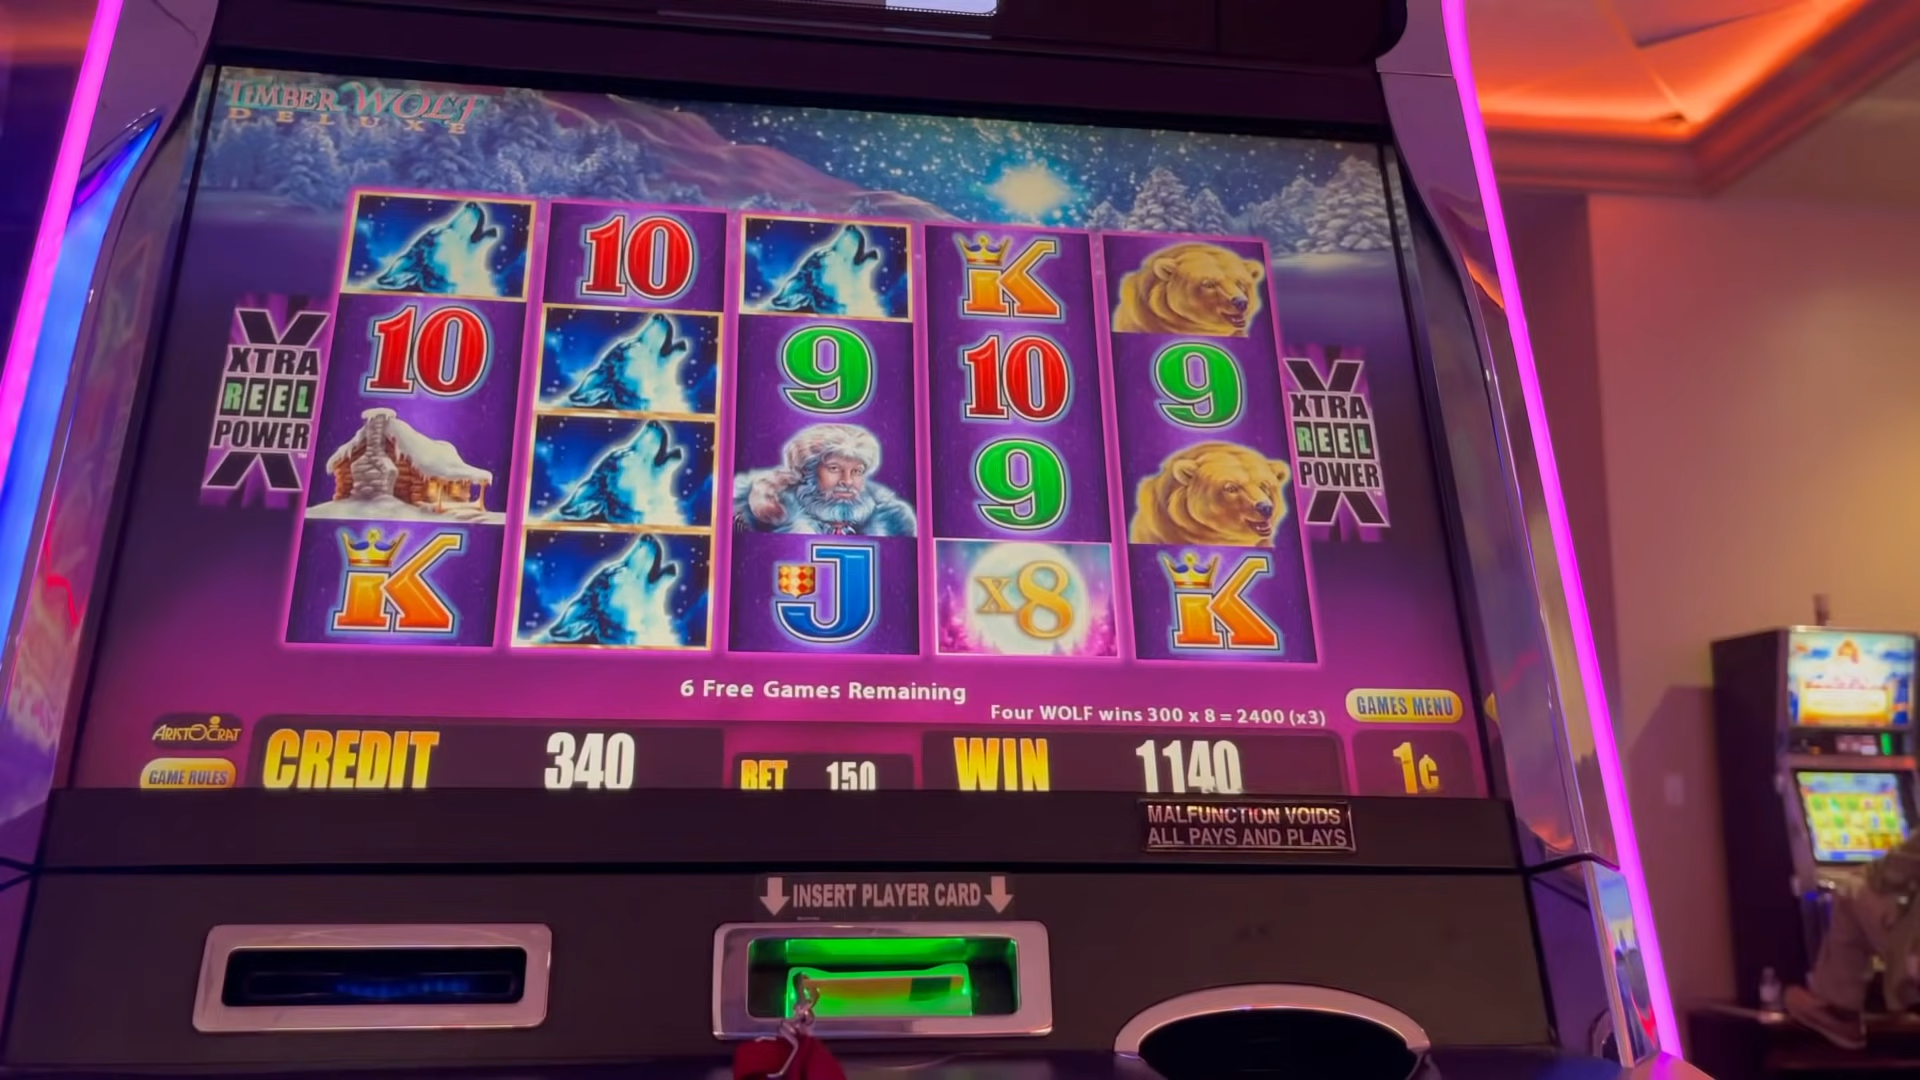 TIMBER WOLF
DELUXE
10
K
10
9
10
9
XTRA
REEL
POWER
XTRA
REEL
POWER
9
K
J
x8
K
6 Free Games Remaining
Four WOLF wins 300 x 8 = 2400 (x3)
GAMES MENU
ARISTOCRAT
GAME RULES
CREDIT 340
BET 150
WIN 1140
1¢
MALFUNCTION VOIDS
ALL PAYS AND PLAYS
INSERT PLAYER CARD